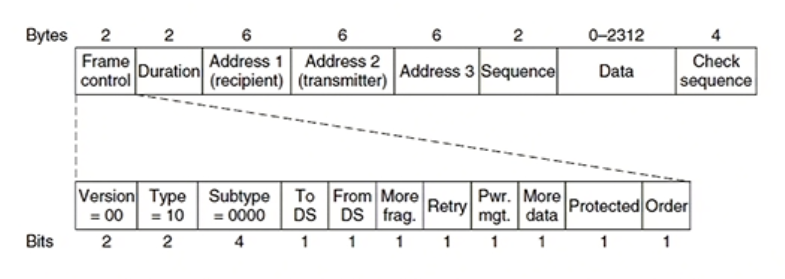 Bytes 2 2 6 6 6 2 0–2312 4
Frame control Duration Address 1 (recipient) Address 2 (transmitter) Address 3 Sequence Data Check sequence
Version = 00 Type = 10 Subtype = 0000 To DS From DS More frag. Retry Pwr. mgt. More data Protected Order
Bits 2 2 4 1 1 1 1 1 1 1 1